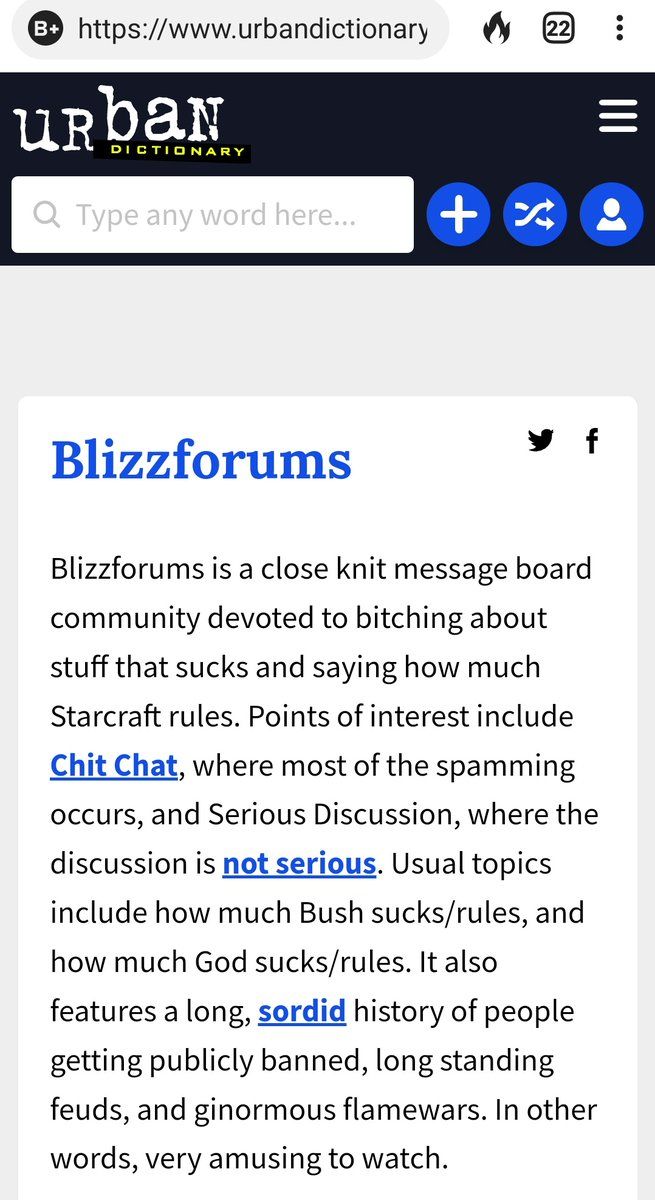 B+ https://www.urbandictionary 22
urban
DICTIONARY
Type any word here...
Blizzforums
Blizzforums is a close knit message board
community devoted to bitching about
stuff that sucks and saying how much
Starcraft rules. Points of interest include
Chit Chat, where most of the spamming
occurs, and Serious Discussion, where the
discussion is not serious. Usual topics
include how much Bush sucks/rules, and
how much God sucks/rules. It also
features a long, sordid history of people
getting publicly banned, long standing
feuds, and ginormous flamewars. In other
words, very amusing to watch.